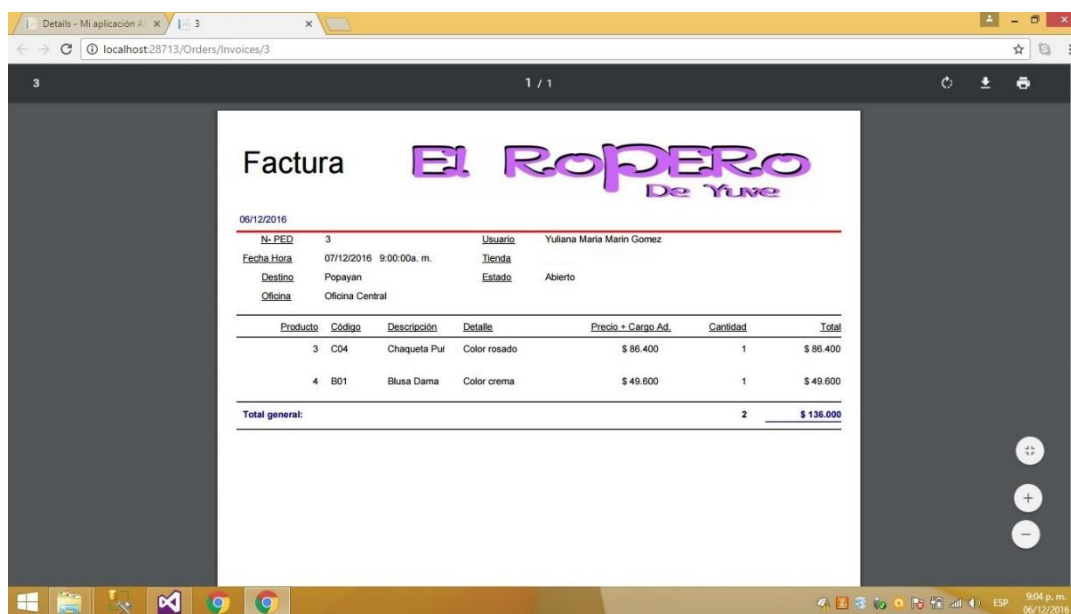 Details - Mi aplicación A
3
localhost:28713/Orders/Invoices/3
3
1 / 1
Factura
El RoPERo
De Yuve
06/12/2016
N- PED 3 Usuario Yuliana Maria Marin Gomez
Fecha Hora 07/12/2016 9:00:00a. m. Tienda
Destino Popayan Estado Abierto
Oficina Oficina Central
Producto Código Descripción Detalle Precio + Cargo Ad. Cantidad Total
3 C04 Chaqueta Pul Color rosado $ 86.400 1 $ 86.400
4 B01 Blusa Dama Color crema $ 49.600 1 $ 49.600
Total general: 2 $ 136.000
ESP
9:04 p. m.
06/12/2016